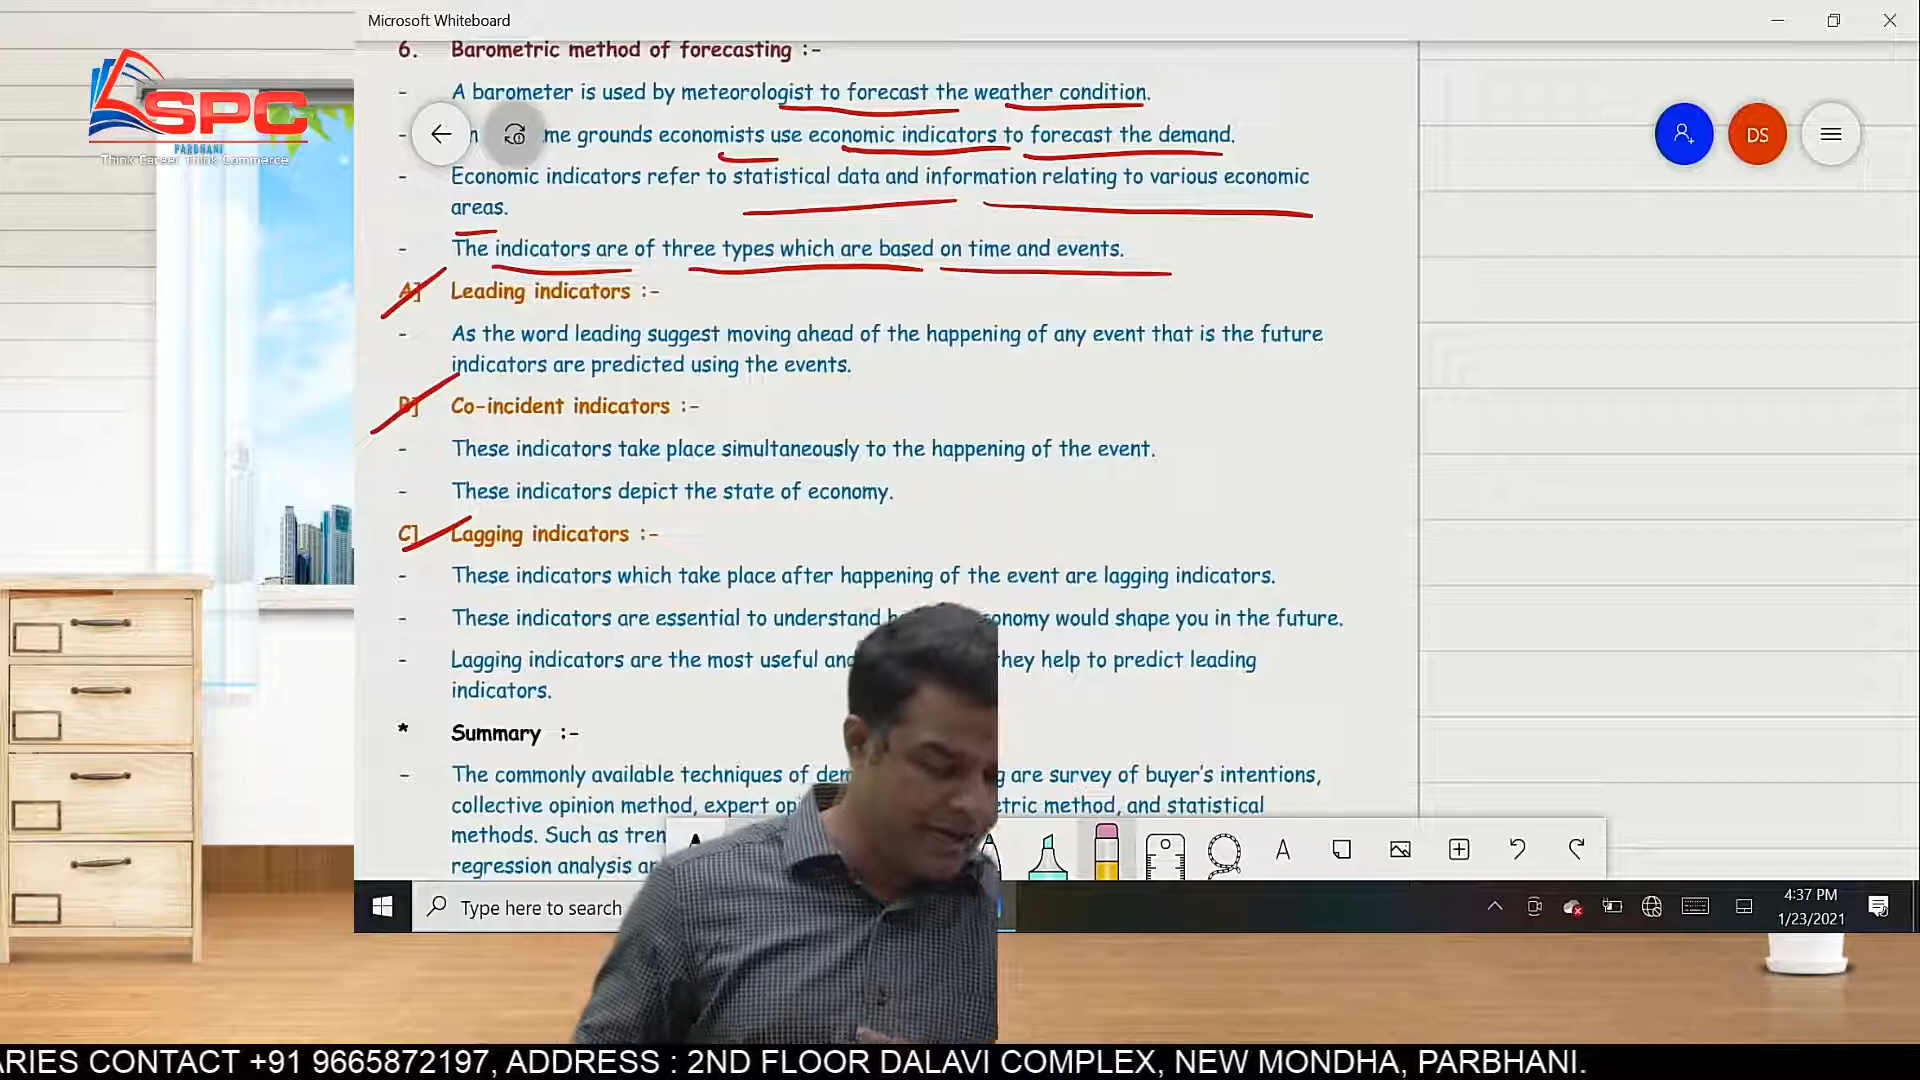 Microsoft Whiteboard
SPC
PARBHANI
Think Career Think Commerce
6. Barometric method of forecasting :-
- A barometer is used by meteorologist to forecast the weather condition.
- me grounds economists use economic indicators to forecast the demand.
- Economic indicators refer to statistical data and information relating to various economic
areas.
- The indicators are of three types which are based on time and events.
A] Leading indicators :-
- As the word leading suggest moving ahead of the happening of any event that is the future
indicators are predicted using the events.
B] Co-incident indicators :-
- These indicators take place simultaneously to the happening of the event.
- These indicators depict the state of economy.
C] Lagging indicators :-
- These indicators which take place after happening of the event are lagging indicators.
- These indicators are essential to understand economy would shape you in the future.
- Lagging indicators are the most useful they help to predict leading
indicators.
* Summary :-
- The commonly available techniques of are survey of buyer's intentions,
collective opinion method, expert method, and statistical
methods. Such as
regression analysis
DS
A
Type here to search
4:37 PM
1/23/2021
ARIES CONTACT +91 9665872197, ADDRESS : 2ND FLOOR DALAVI COMPLEX, NEW MONDHA, PARBHANI.